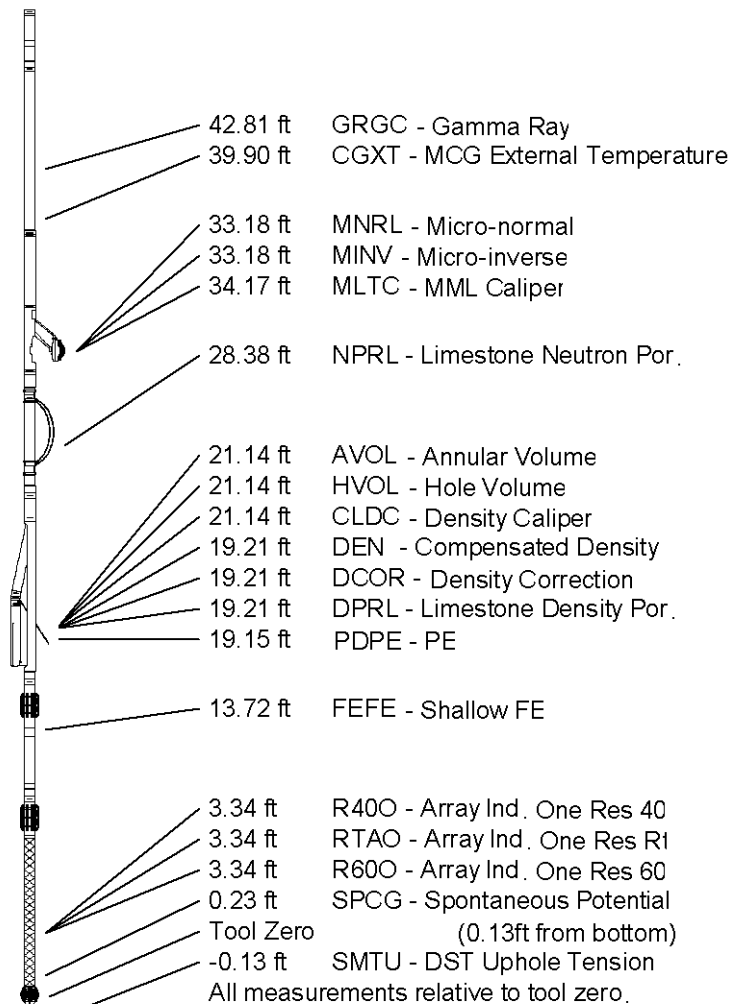 42.81 ft GRGC - Gamma Ray
39.90 ft CGXT - MCG External Temperature
33.18 ft MNRL - Micro-normal
33.18 ft MINV - Micro-inverse
34.17 ft MLTC - MML Caliper
28.38 ft NPRL - Limestone Neutron Por.
21.14 ft AVOL - Annular Volume
21.14 ft HVOL - Hole Volume
21.14 ft CLDC - Density Caliper
19.21 ft DEN - Compensated Density
19.21 ft DCOR - Density Correction
19.21 ft DPRL - Limestone Density Por.
19.15 ft PDPE - PE
13.72 ft FEFE - Shallow FE
3.34 ft R40O - Array Ind. One Res 40
3.34 ft RTAO - Array Ind. One Res Rt
3.34 ft R60O - Array Ind. One Res 60
0.23 ft SPCG - Spontaneous Potential
Tool Zero (0.13ft from bottom)
-0.13 ft SMTU - DST Uphole Tension
All measurements relative to tool zero.